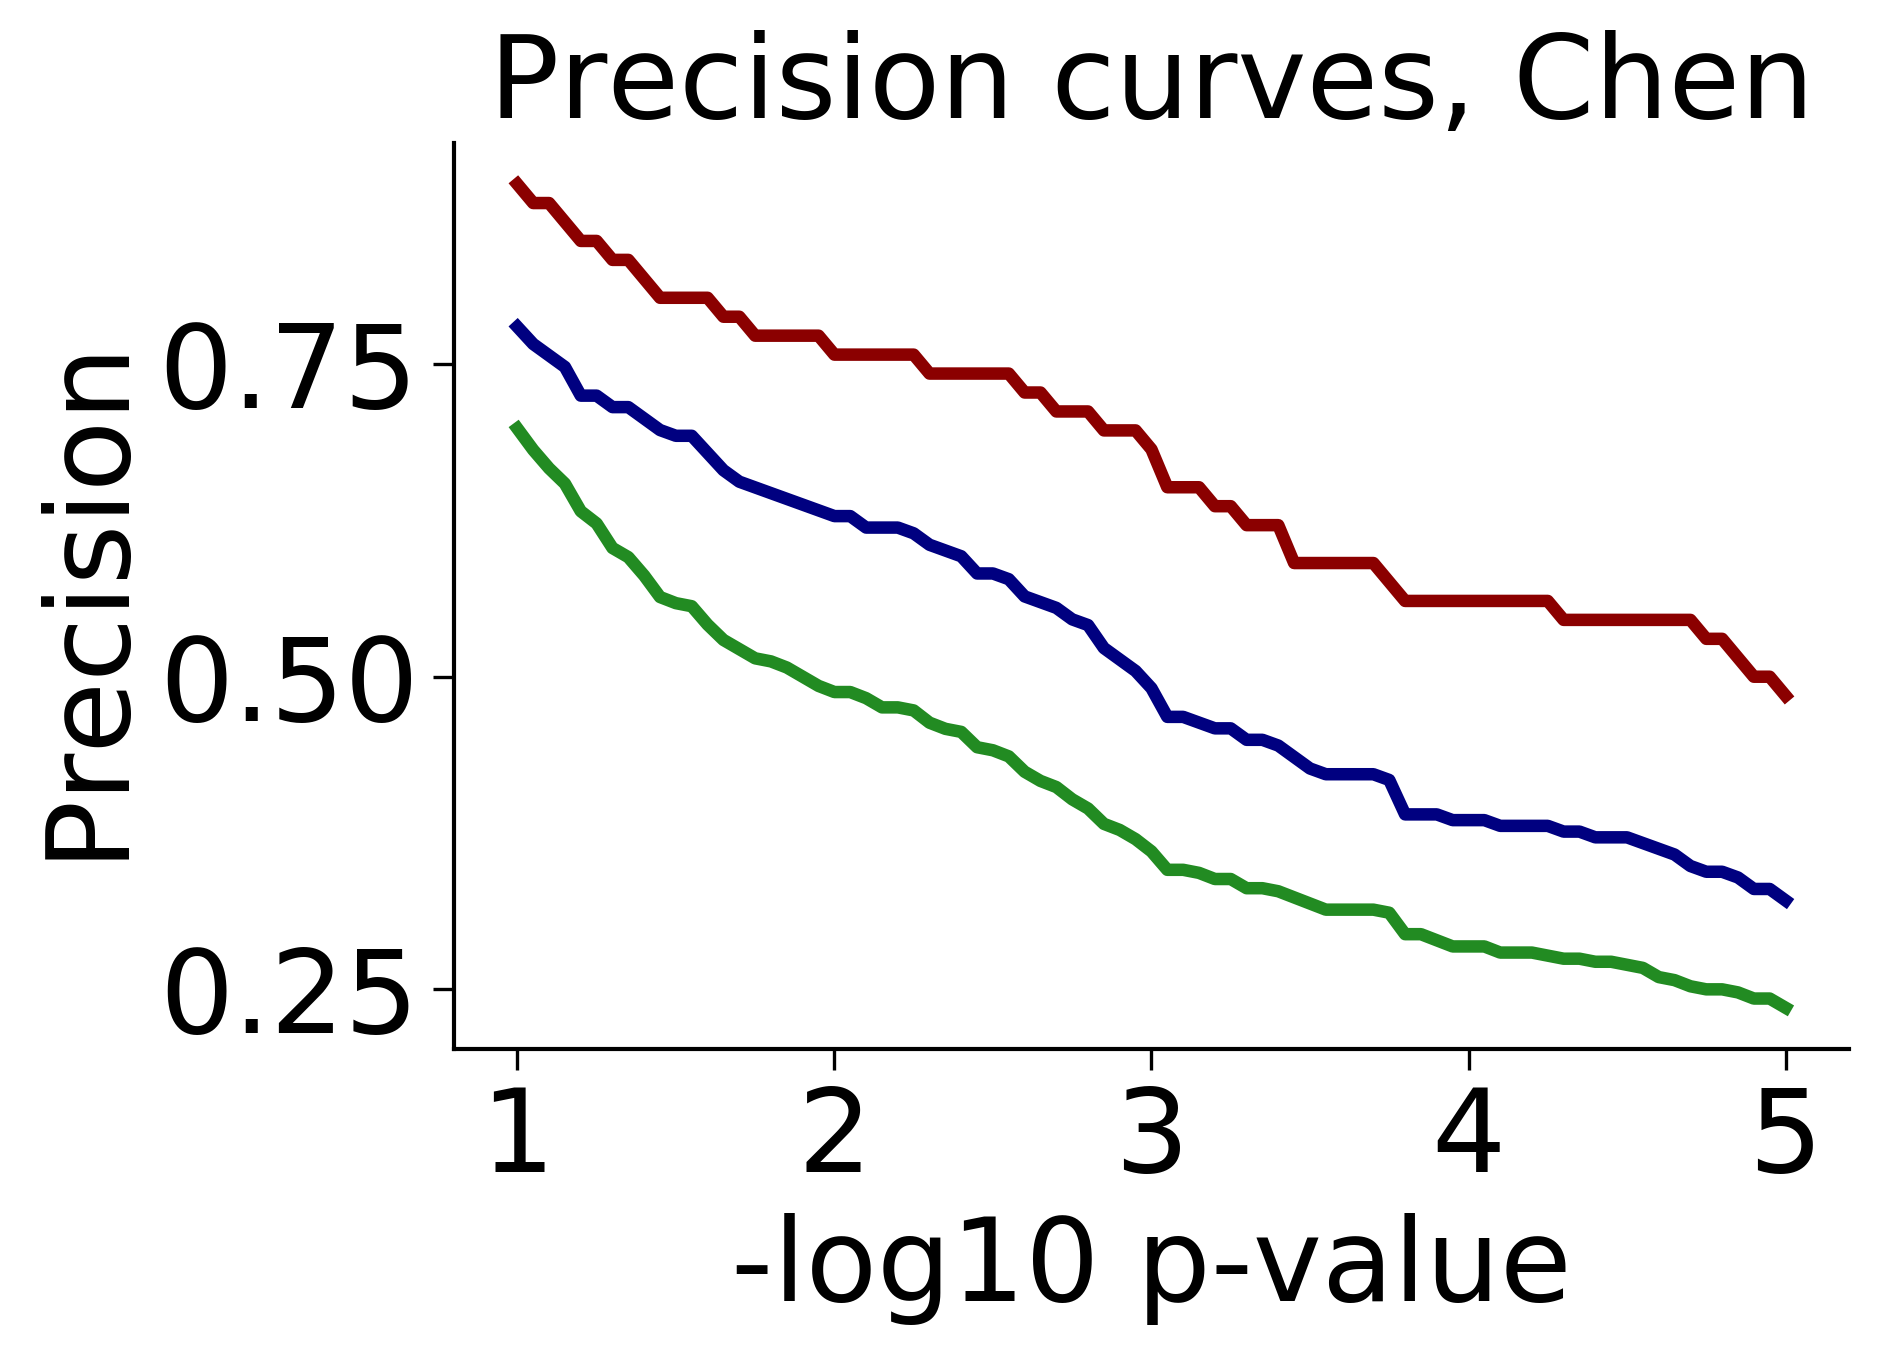 Precision curves, Chen
Precision
0.75
0.50
0.25
1 2 3 4 5
-log10 p-value